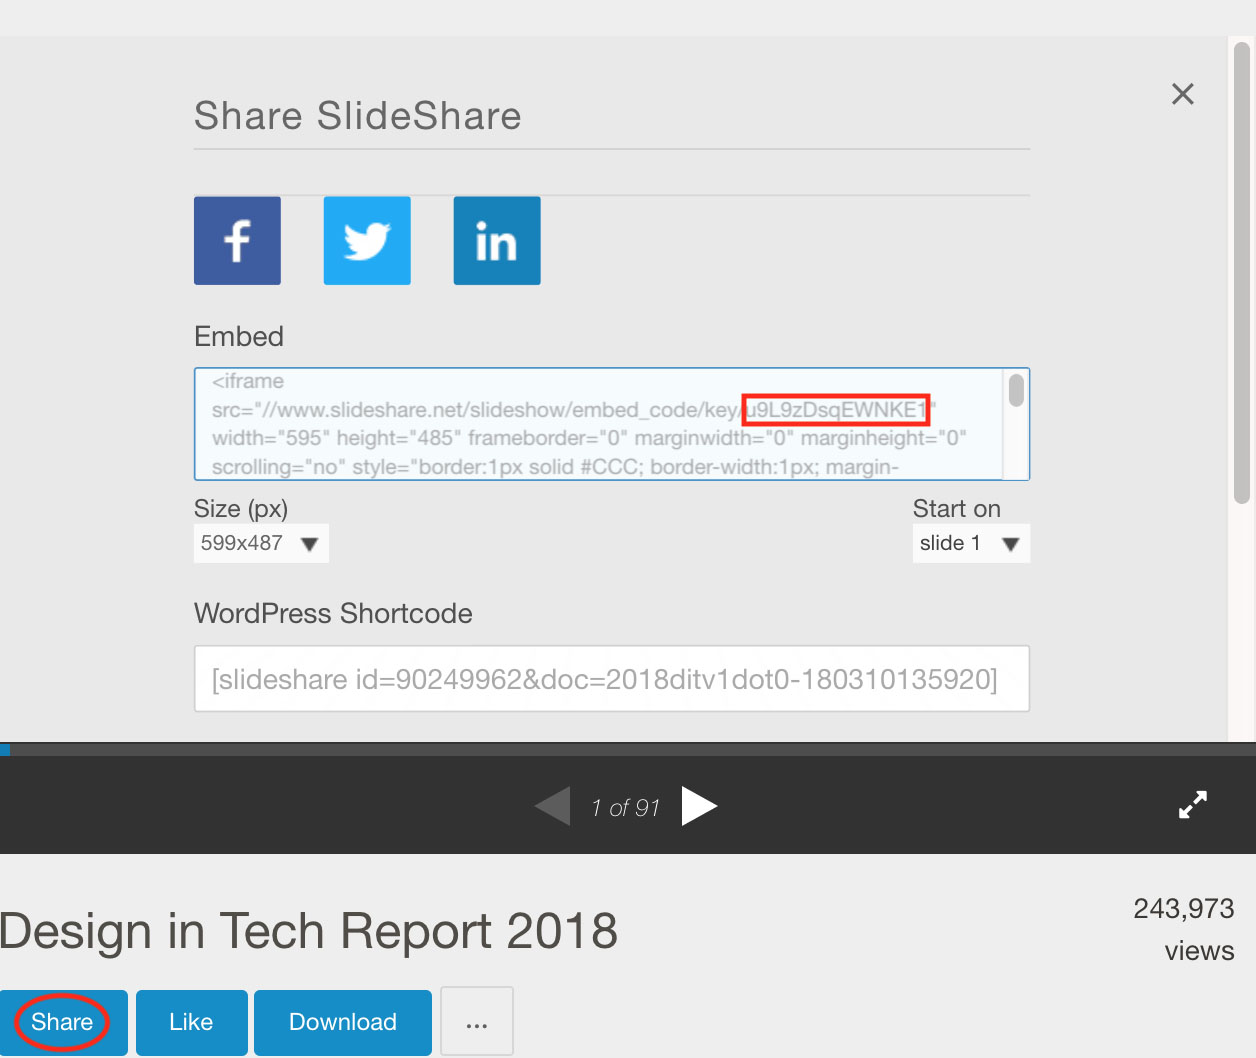 Share SlideShare
f
in
Embed
<iframe
src="//www.slideshare.net/slideshow/embed_code/key/u9L9zDsqEWNKE1"
width="595" height="485" frameborder="0" marginwidth="0" marginheight="0"
scrolling="no" style="border:1px solid #CCC; border-width:1px; margin-
Size (px)
Start on
599x487
slide 1
WordPress Shortcode
[slideshare id=90249962&doc=2018ditv1dot0-180310135920]
1 of 91
Design in Tech Report 2018
243,973
views
Share
Like
Download
...